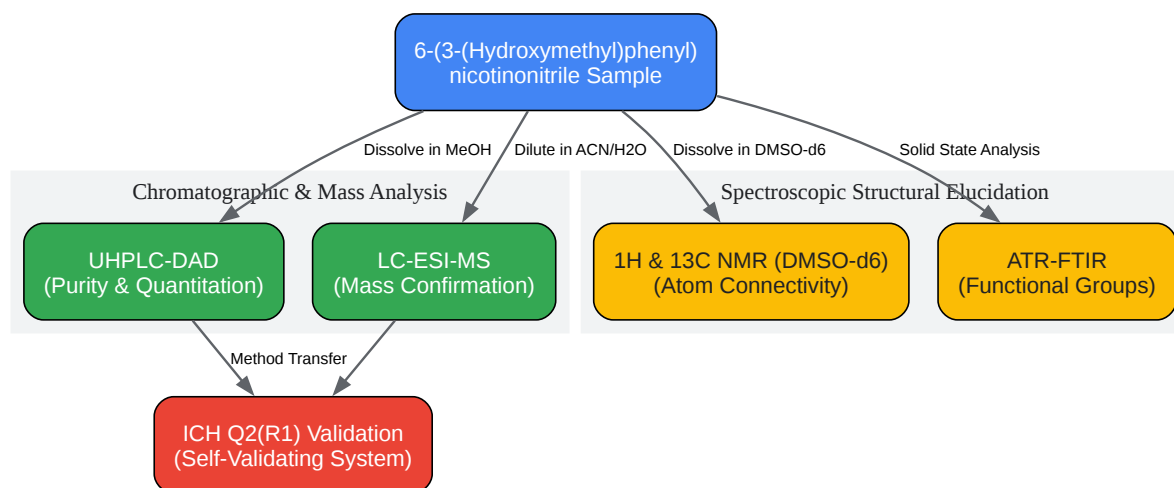 6-(3-(Hydroxymethyl)phenyl)
nicotinonitrile Sample
Dissolve in MeOH
Dilute in ACN/H2O
Dissolve in DMSO-d6
Solid State Analysis
Chromatographic & Mass Analysis
Spectroscopic Structural Elucidation
UHPLC-DAD
(Purity & Quantitation)
LC-ESI-MS
(Mass Confirmation)
1H & 13C NMR (DMSO-d6)
(Atom Connectivity)
ATR-FTIR
(Functional Groups)
Method Transfer
ICH Q2(R1) Validation
(Self-Validating System)